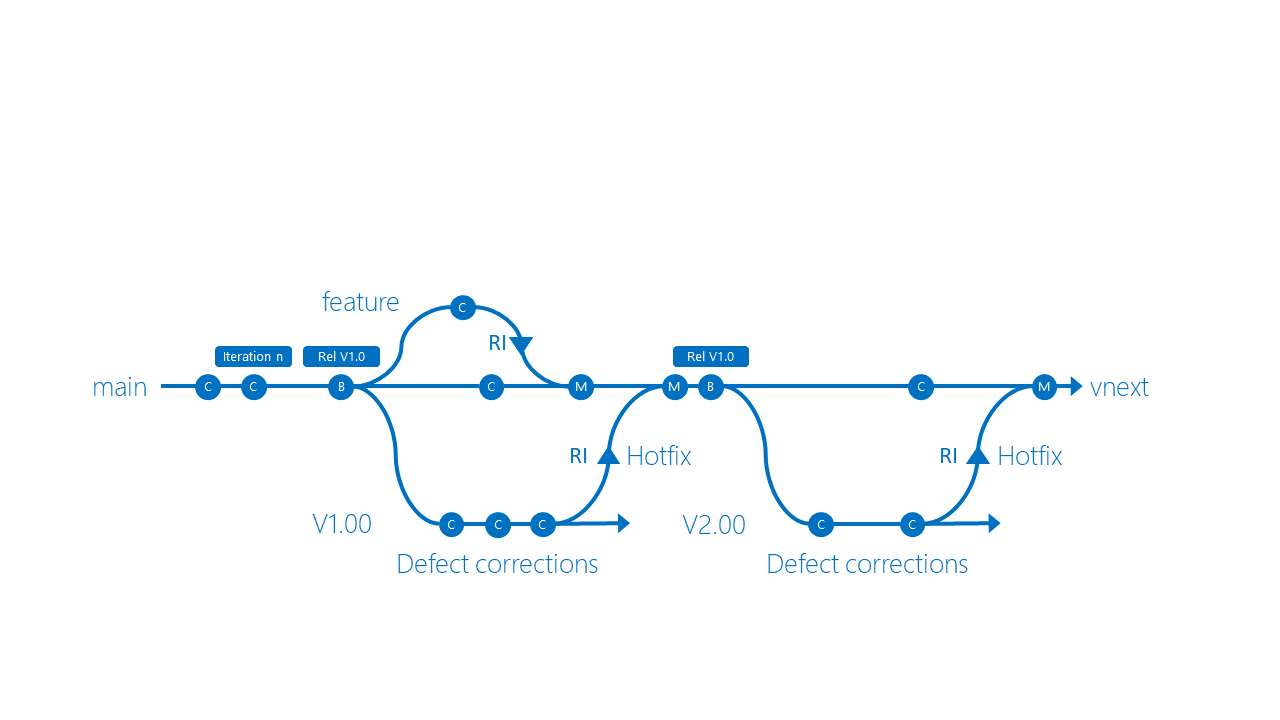 feature
C
RI
Iteration n
Rel V1.0
Rel V1.0
main
C
C
B
C
M
M
B
C
M
vnext
RI
Hotfix
RI
Hotfix
V1.00
C
C
C
V2.00
C
C
Defect corrections
Defect corrections